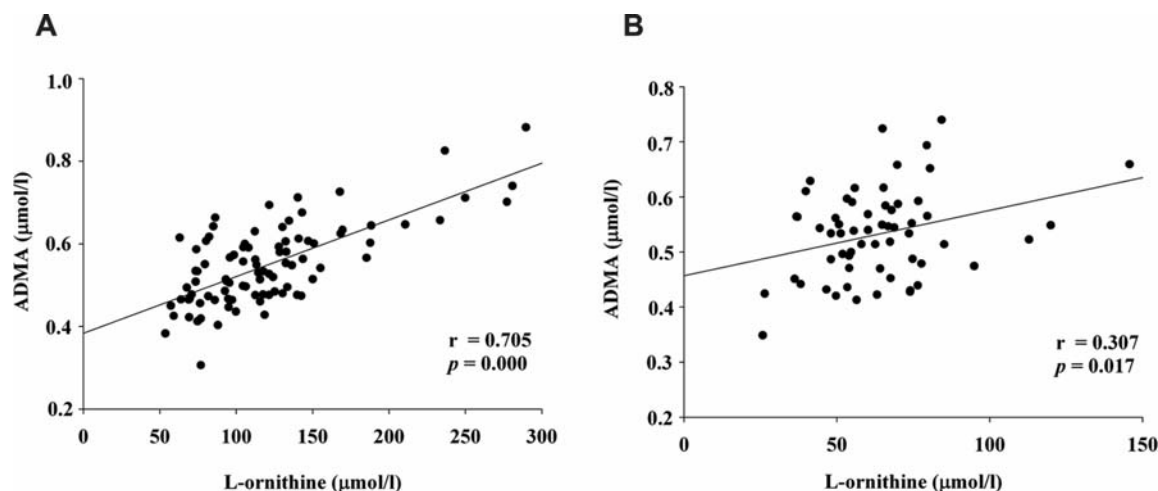 A
1.0
0.8
0.6
0.4
0.2
ADMA (μmol/l)
r = 0.705
p = 0.000
0 50 100 150 200 250 300
L-ornithine (μmol/l)
B
0.8
0.7
0.6
0.5
0.4
0.3
0.2
ADMA (μmol/l)
r = 0.307
p = 0.017
0 50 100 150
L-ornithine (μmol/l)